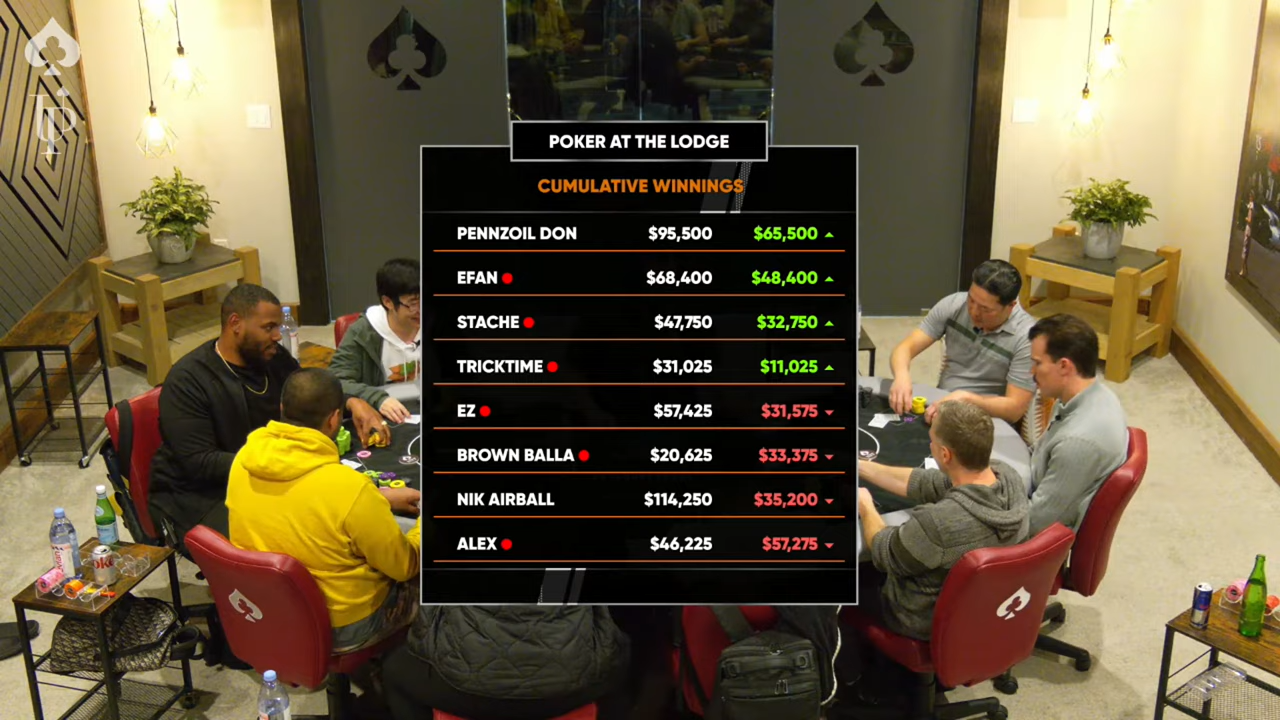 POKER AT THE LODGE
CUMULATIVE WINNINGS
PENNZOIL DON $95,500 $65,500
EFAN $68,400 $48,400
STACHE $47,750 $32,750
TRICKTIME $31,025 $11,025
EZ $57,425 $31,575
BROWN BALLA $20,625 $33,375
NIK AIRBALL $114,250 $35,200
ALEX $46,225 $57,275